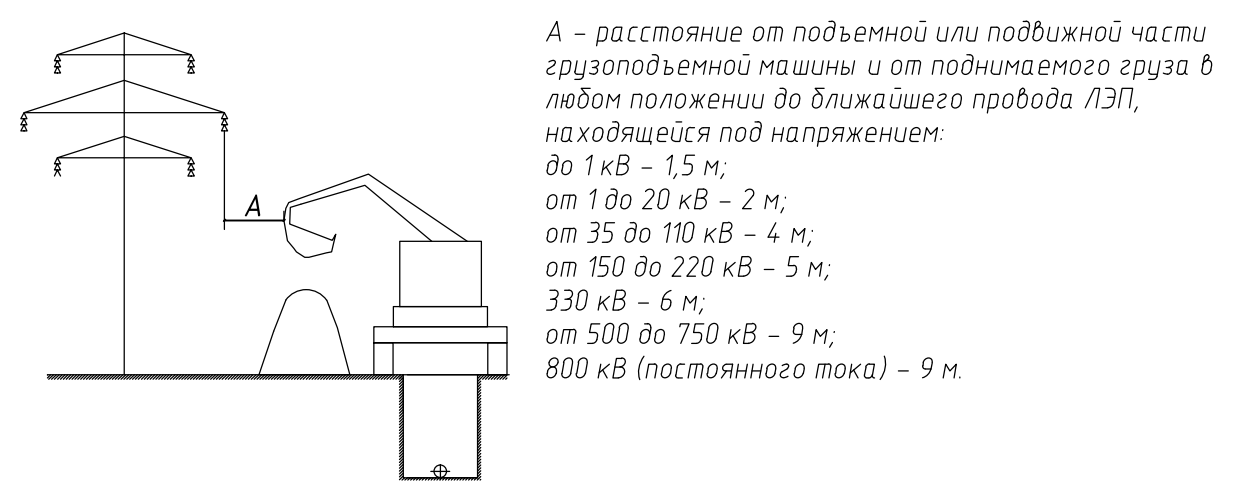 А
А – расстояние от подъемной или подвижной части
грузоподъемной машины и от поднимаемого груза в
любом положении до ближайшего провода ЛЭП,
находящейся под напряжением:
до 1 кВ – 1,5 м;
от 1 до 20 кВ – 2 м;
от 35 до 110 кВ – 4 м;
от 150 до 220 кВ – 5 м;
330 кВ – 6 м;
от 500 до 750 кВ – 9 м;
800 кВ (постоянного тока) – 9 м.